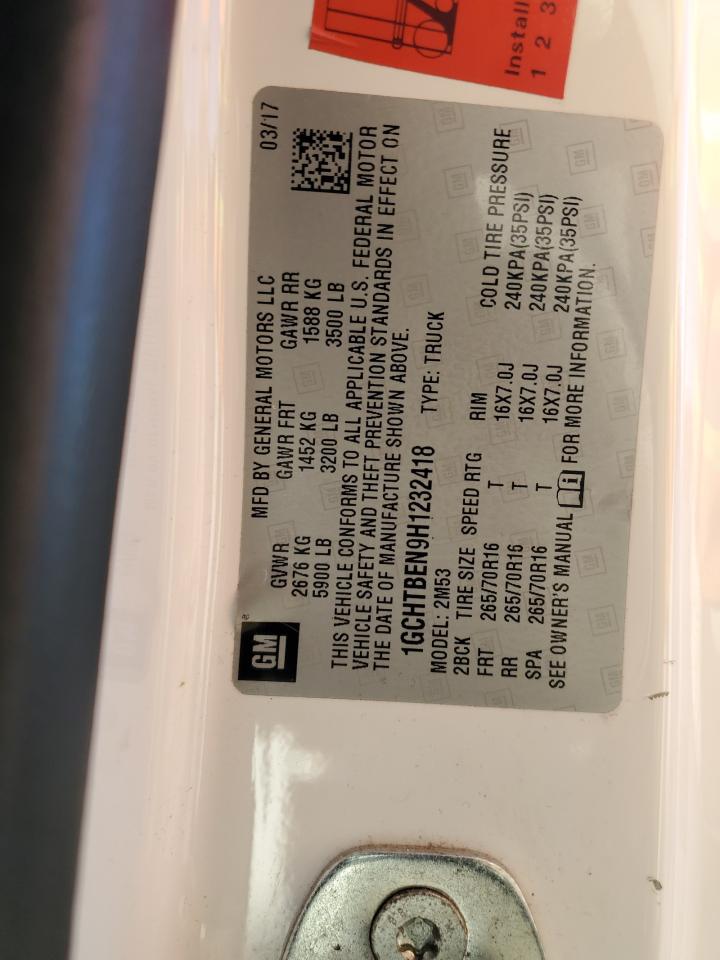 Install
1 2 3
GM
MFD BY GENERAL MOTORS LLC 03/17
GVWR GAWR FRT GAWR RR
2676 KG 1452 KG 1588 KG
5900 LB 3200 LB 3500 LB
THIS VEHICLE CONFORMS TO ALL APPLICABLE U.S. FEDERAL MOTOR
VEHICLE SAFETY AND THEFT PREVENTION STANDARDS IN EFFECT ON
THE DATE OF MANUFACTURE SHOWN ABOVE.
1GCHTBEN9H1232418 TYPE: TRUCK
MODEL: 2M53
2BCK TIRE SIZE SPEED RTG RIM COLD TIRE PRESSURE
FRT 265/70R16 T 16X7.0J 240KPA(35PSI)
RR 265/70R16 T 16X7.0J 240KPA(35PSI)
SPA 265/70R16 T 16X7.0J 240KPA(35PSI)
SEE OWNER'S MANUAL FOR MORE INFORMATION.